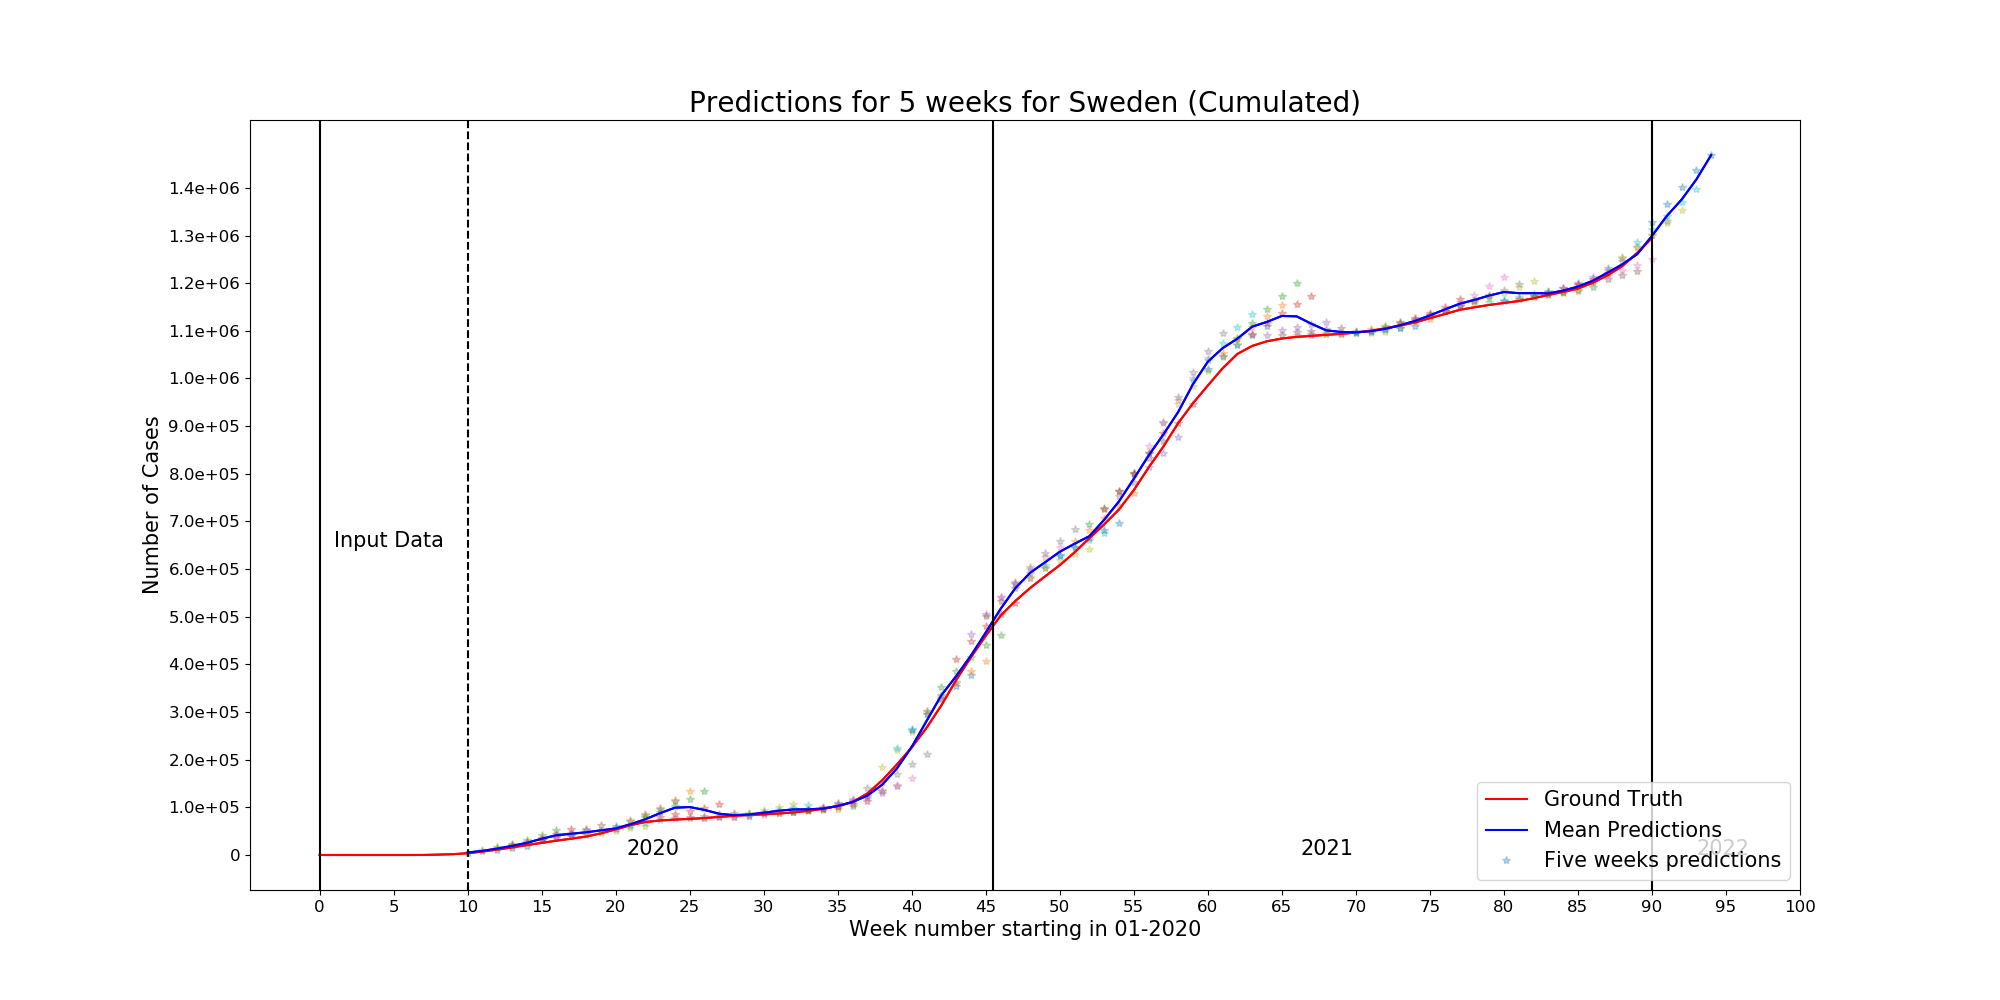 Predictions for 5 weeks for Sweden (Cumulated)
Number of Cases
1.4e+06
1.3e+06
1.2e+06
1.1e+06
1.0e+06
9.0e+05
8.0e+05
7.0e+05
6.0e+05
5.0e+05
4.0e+05
3.0e+05
2.0e+05
1.0e+05
0
Input Data
2020
2021
2022
Ground Truth
Mean Predictions
Five weeks predictions
0 5 10 15 20 25 30 35 40 45 50 55 60 65 70 75 80 85 90 95 100
Week number starting in 01-2020